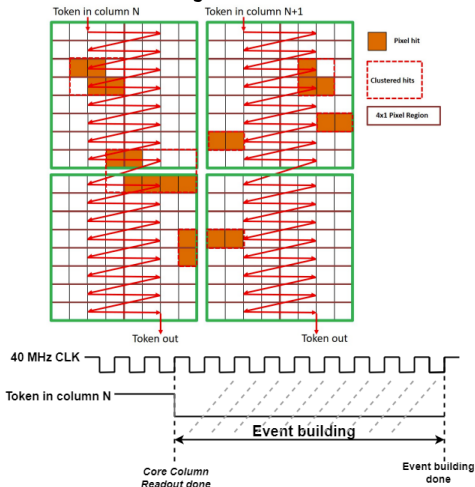 Token in column N
Token in column N+1
Pixel hit
Clustered hits
4x1 Pixel Region
Token out
Token out
40 MHz CLK
Token in column N
Event building
Core Column
Readout done
Event building
done